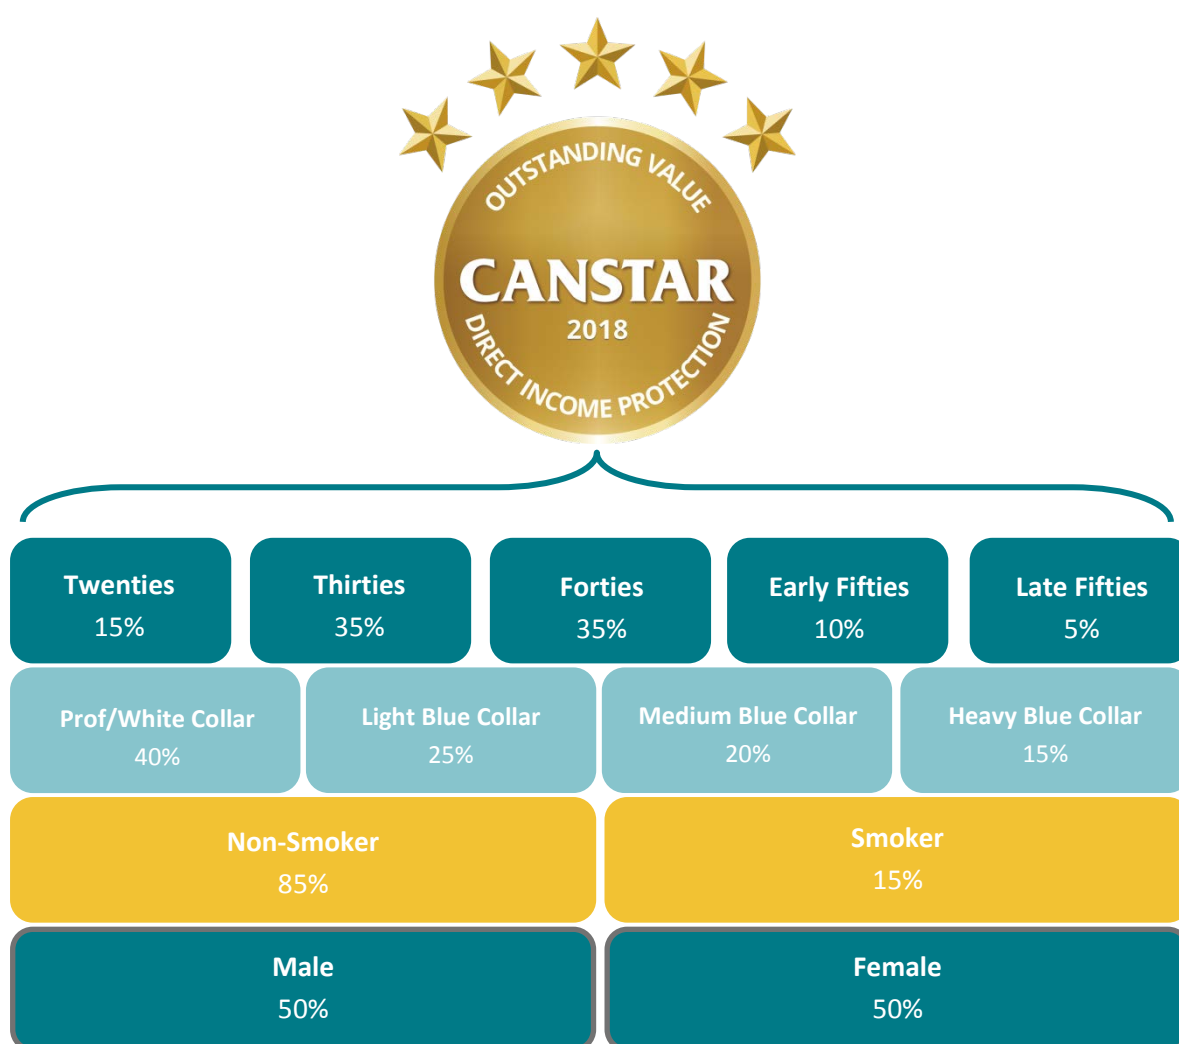 OUTSTANDING VALUE
CANSTAR
2018
DIRECT INCOME PROTECTION
Twenties
15%
Thirties
35%
Forties
35%
Early Fifties
10%
Late Fifties
5%
Prof/White Collar
40%
Light Blue Collar
25%
Medium Blue Collar
20%
Heavy Blue Collar
15%
Non-Smoker
85%
Smoker
15%
Male
50%
Female
50%